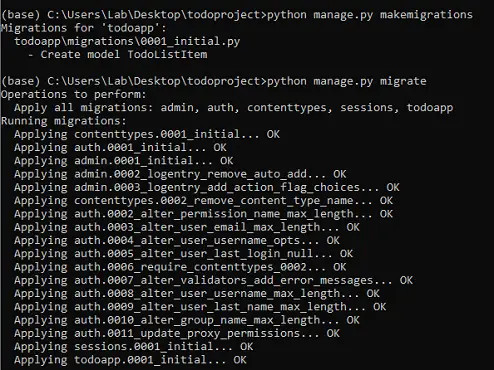 (base) C:\Users\Lab\Desktop\todoproject>python manage.py makemigrations
Migrations for 'todoapp':
  todoapp\migrations\0001_initial.py
    - Create model TodoListItem

(base) C:\Users\Lab\Desktop\todoproject>python manage.py migrate
Operations to perform:
  Apply all migrations: admin, auth, contenttypes, sessions, todoapp
Running migrations:
  Applying contenttypes.0001_initial... OK
  Applying auth.0001_initial... OK
  Applying admin.0001_initial... OK
  Applying admin.0002_logentry_remove_auto_add... OK
  Applying admin.0003_logentry_add_action_flag_choices... OK
  Applying contenttypes.0002_remove_content_type_name... OK
  Applying auth.0002_alter_permission_name_max_length... OK
  Applying auth.0003_alter_user_email_max_length... OK
  Applying auth.0004_alter_user_username_opts... OK
  Applying auth.0005_alter_user_last_login_null... OK
  Applying auth.0006_require_contenttypes_0002... OK
  Applying auth.0007_alter_validators_add_error_messages... OK
  Applying auth.0008_alter_user_username_max_length... OK
  Applying auth.0009_alter_user_last_name_max_length... OK
  Applying auth.0010_alter_group_name_max_length... OK
  Applying auth.0011_update_proxy_permissions... OK
  Applying sessions.0001_initial... OK
  Applying todoapp.0001_initial... OK